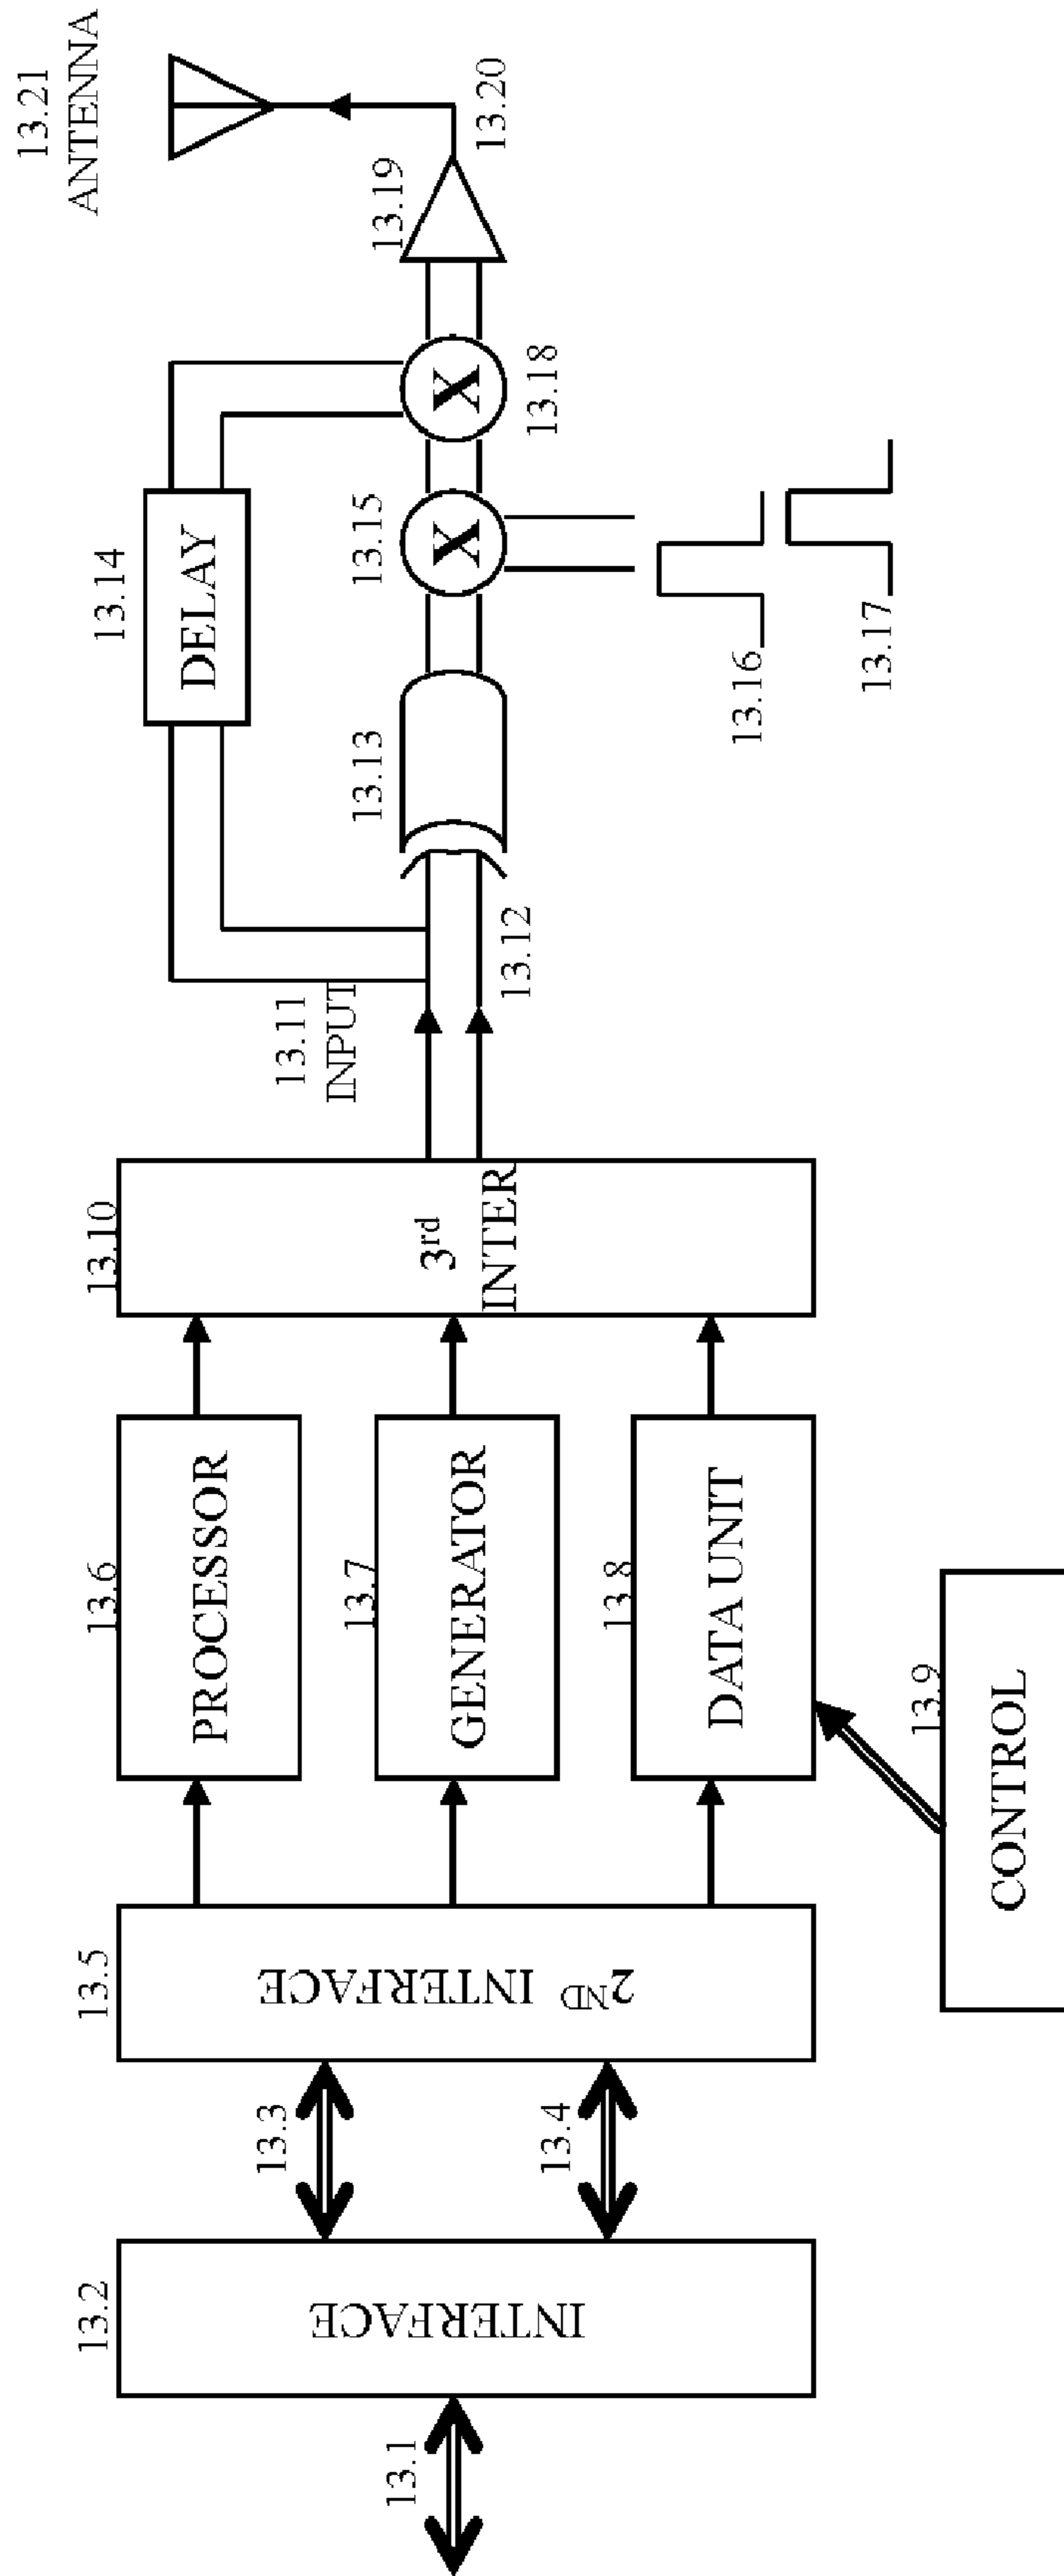 13.1
13.2
INTERFACE
13.3
13.4
13.5
2ND INTERFACE
13.6
PROCESSOR
13.7
GENERATOR
13.8
DATA UNIT
13.9
CONTROL
13.10
3rd
INTER
13.11
INPUT
13.12
13.13
13.14
DELAY
13.15
X
13.16
13.17
X
13.18
13.19
13.20
13.21
ANTENNA